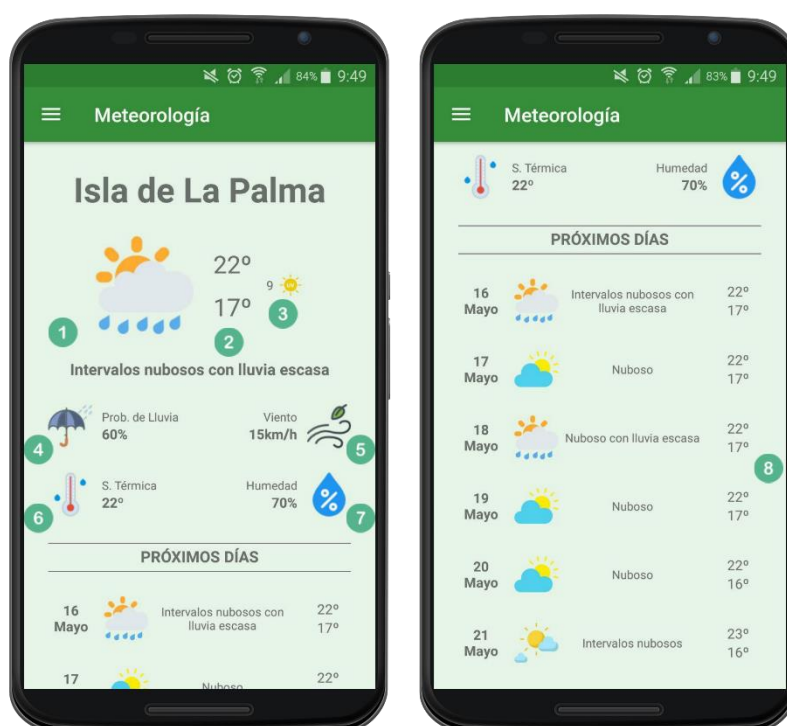 84% 9:49
Meteorología
Isla de La Palma
22º
9 UV
17º
3
1
2
Intervalos nubosos con lluvia escasa
Prob. de Lluvia
60%
Viento
15km/h
4
5
S. Térmica
22º
Humedad
70%
%
6
7
PRÓXIMOS DÍAS
16
Mayo
Intervalos nubosos con
lluvia escasa
22º
17º
17
Nuboso
22º
83% 9:49
Meteorología
S. Térmica
22º
Humedad
70%
%
PRÓXIMOS DÍAS
16
Mayo
Intervalos nubosos con
lluvia escasa
22º
17º
17
Mayo
Nuboso
22º
17º
18
Mayo
Nuboso con lluvia escasa
22º
17º
8
19
Mayo
Nuboso
22º
17º
20
Mayo
Nuboso
22º
16º
21
Mayo
Intervalos nubosos
23º
16º